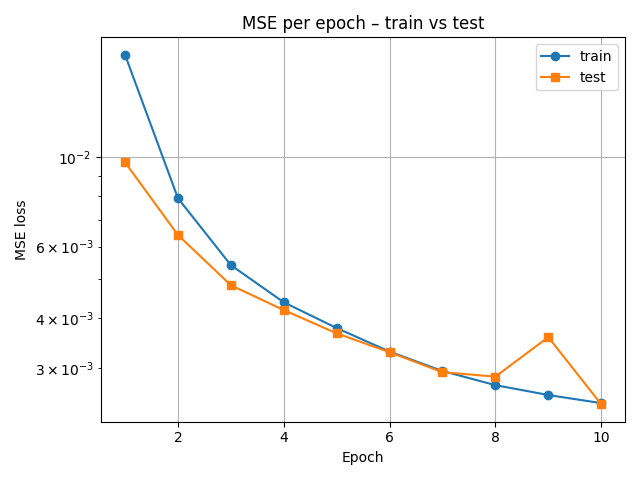 MSE per epoch – train vs test
train
test
10⁻²
6 × 10⁻³
4 × 10⁻³
3 × 10⁻³
MSE loss
2
4
6
8
10
Epoch